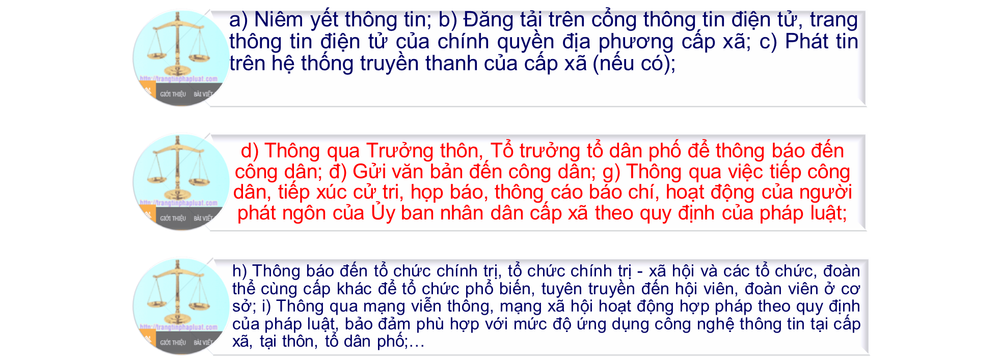 a) Niêm yết thông tin; b) Đăng tải trên cổng thông tin điện tử, trang
thông tin điện tử của chính quyền địa phương cấp xã; c) Phát tin
trên hệ thống truyền thanh của cấp xã (nếu có);
http://trangtinphapluat.com
GIỚI THIỆU BÀI VIẾT
d) Thông qua Trưởng thôn, Tổ trưởng tổ dân phố để thông báo đến
công dân; đ) Gửi văn bản đến công dân; g) Thông qua việc tiếp công
dân, tiếp xúc cử tri, họp báo, thông cáo báo chí, hoạt động của người
phát ngôn của Ủy ban nhân dân cấp xã theo quy định của pháp luật;
http://trangtinphapluat.com
GIỚI THIỆU BÀI VIẾT
h) Thông báo đến tổ chức chính trị, tổ chức chính trị - xã hội và các tổ chức, đoàn
thể cùng cấp khác để tổ chức phổ biến, tuyên truyền đến hội viên, đoàn viên ở cơ
sở; i) Thông qua mạng viễn thông, mạng xã hội hoạt động hợp pháp theo quy định
của pháp luật, bảo đảm phù hợp với mức độ ứng dụng công nghệ thông tin tại cấp
xã, tại thôn, tổ dân phố;...
http://trangtinphapluat.com
GIỚI THIỆU BÀI VIẾT